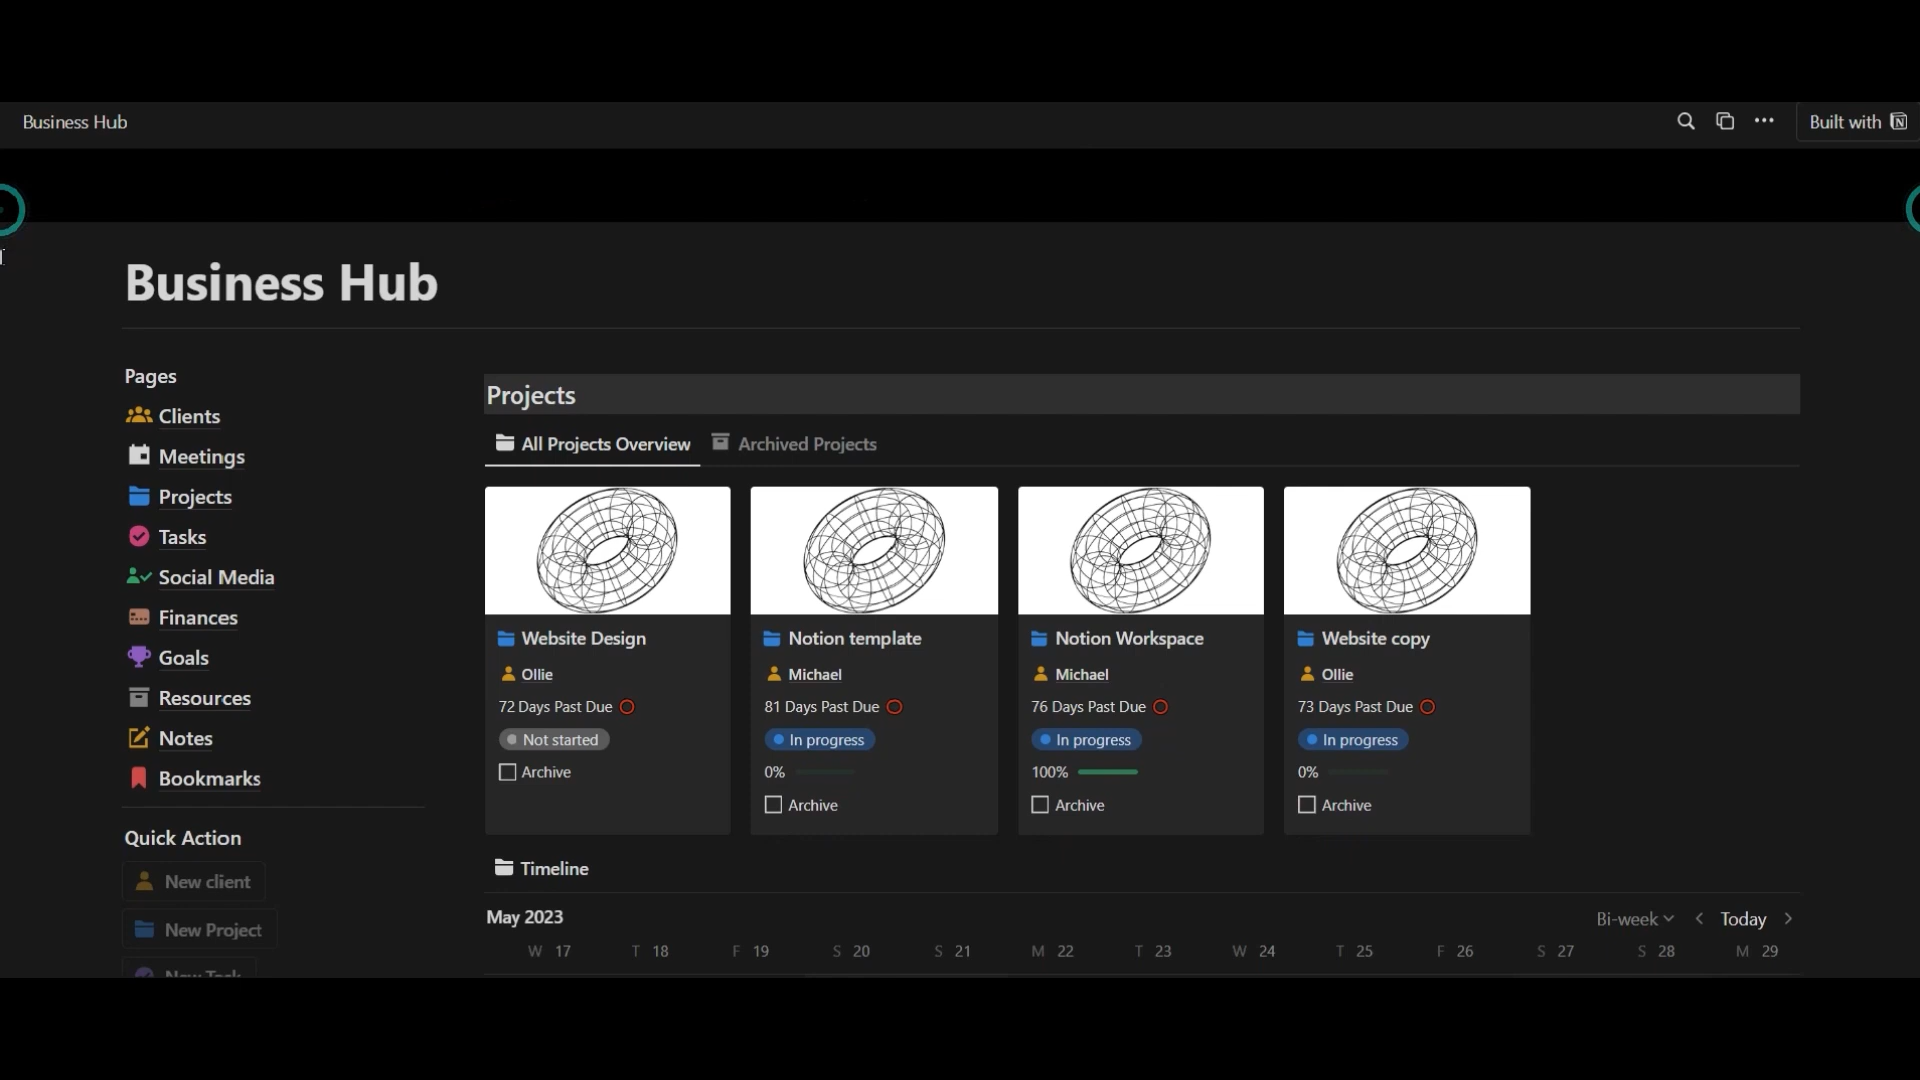 Business Hub
Built with
Business Hub
Pages
Clients
Meetings
Projects
Tasks
Social Media
Finances
Goals
Resources
Notes
Bookmarks
Quick Action
New client
New Project
New Task
Projects
All Projects Overview Archived Projects
Website Design
Ollie
72 Days Past Due
Not started
Archive
Notion template
Michael
81 Days Past Due
In progress
0%
Archive
Notion Workspace
Michael
76 Days Past Due
In progress
100%
Archive
Website copy
Ollie
73 Days Past Due
In progress
0%
Archive
Timeline
May 2023 Bi-week Today
W 17 T 18 F 19 S 20 S 21 M 22 T 23 W 24 T 25 F 26 S 27 S 28 M 29